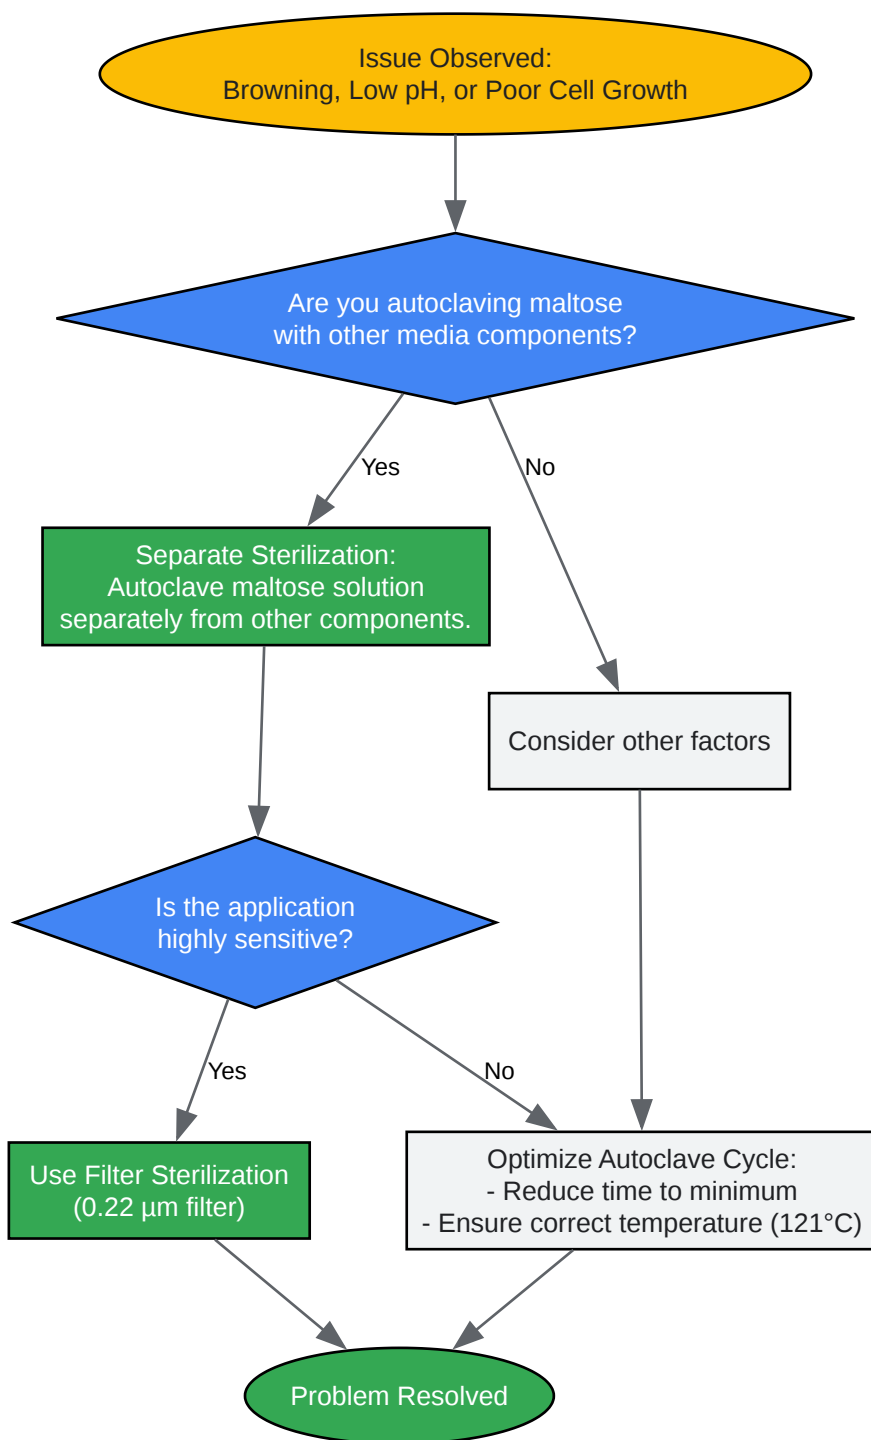 Issue Observed:
Browning, Low pH, or Poor Cell Growth
Are you autoclaving maltose
with other media components?
Yes
No
Separate Sterilization:
Autoclave maltose solution
separately from other components.
Consider other factors
Is the application
highly sensitive?
Yes
No
Use Filter Sterilization
(0.22 µm filter)
Optimize Autoclave Cycle:
- Reduce time to minimum
- Ensure correct temperature (121°C)
Problem Resolved